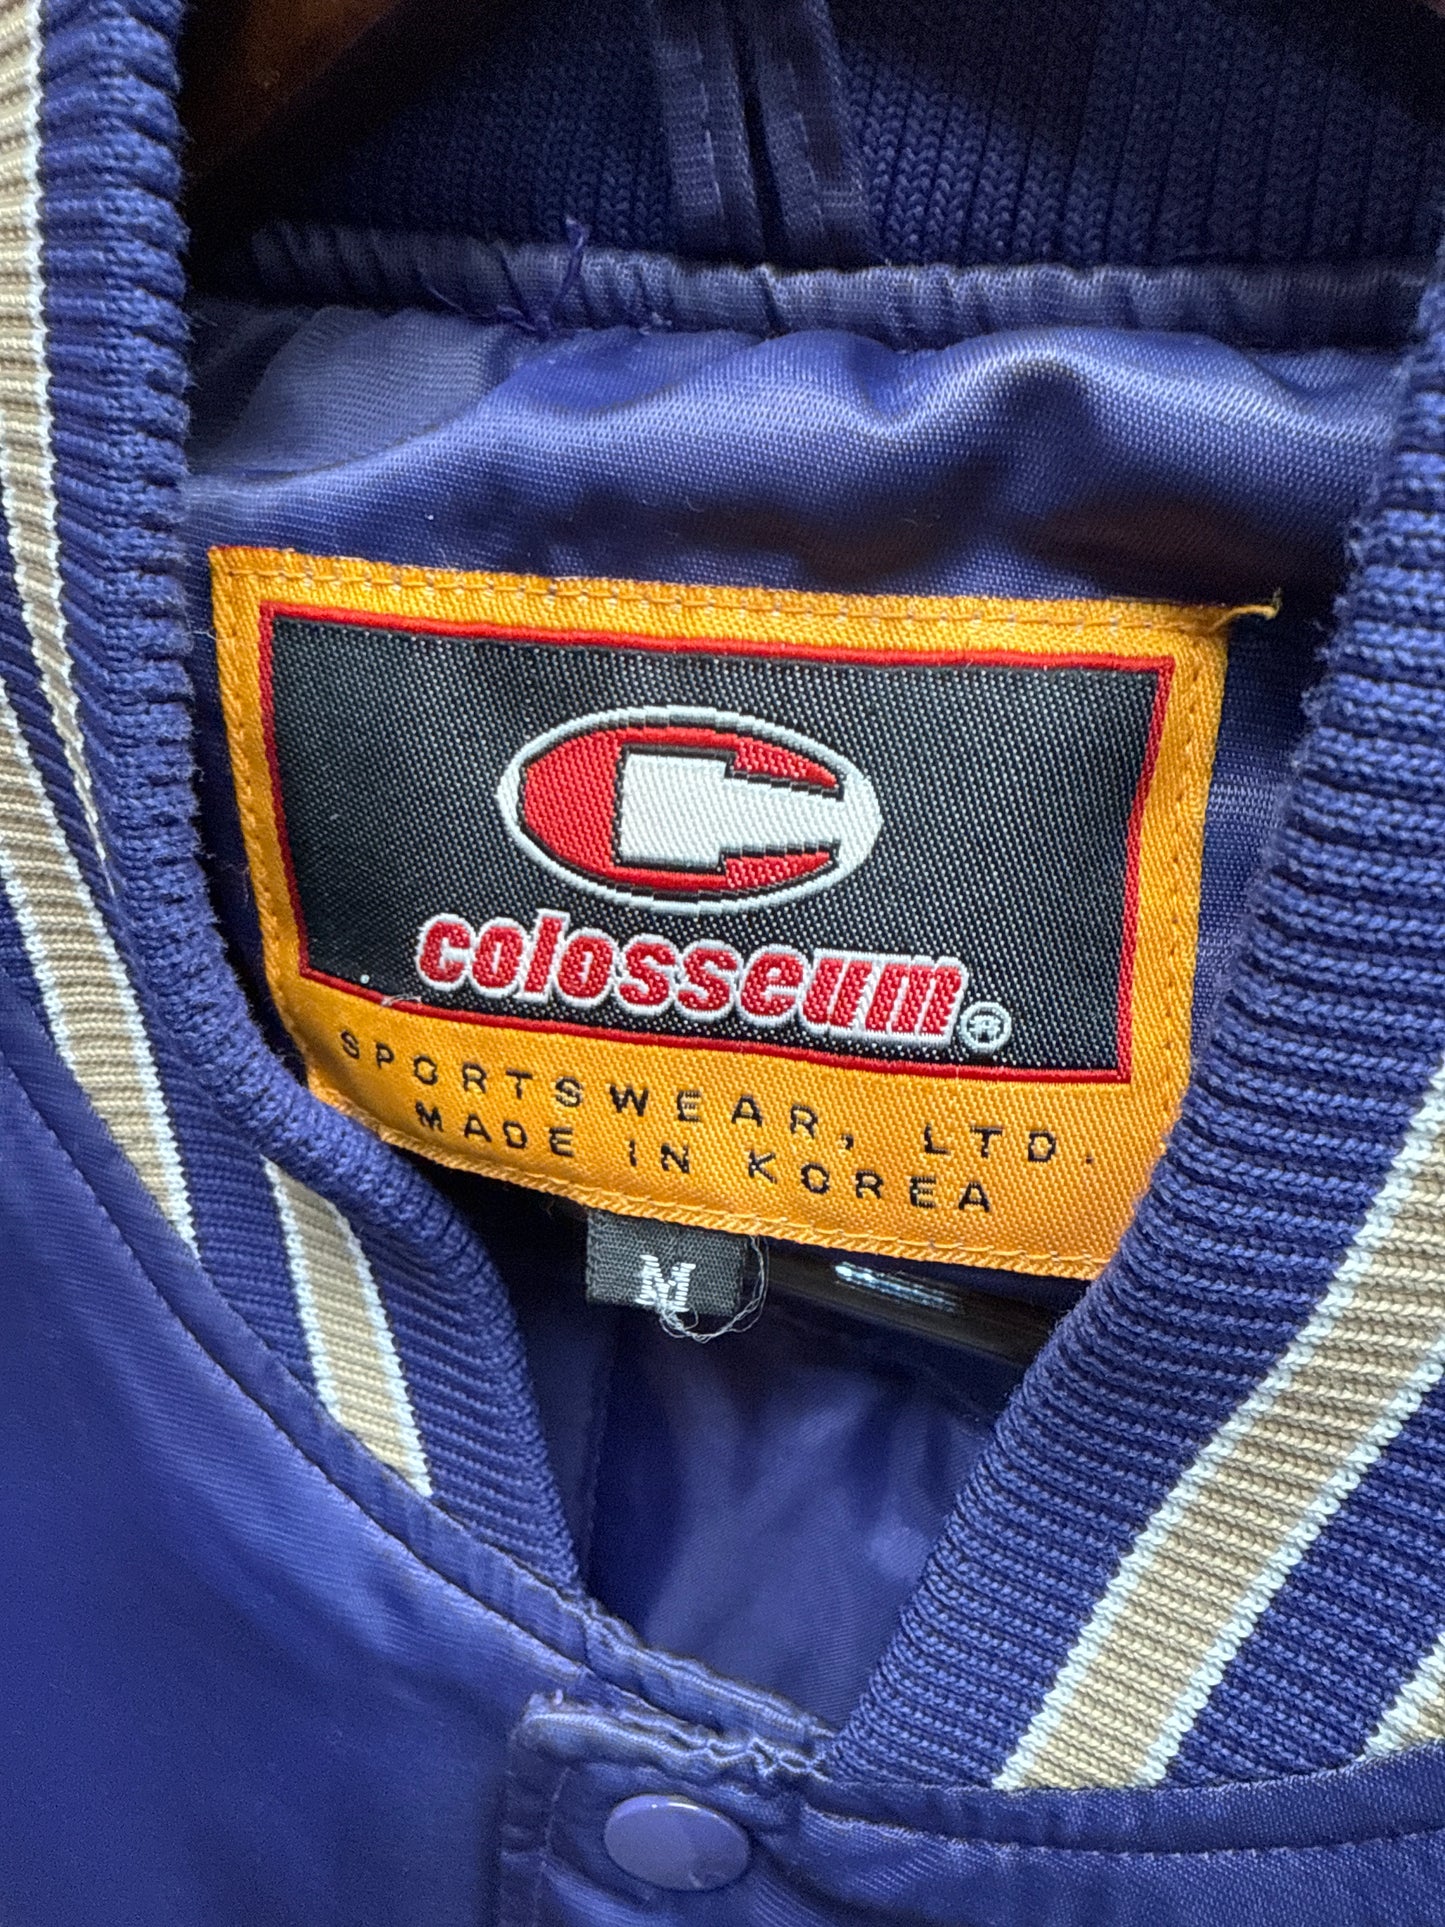 C
colosseum®
SPORTSWEAR, LTD.
MADE IN KOREA
M